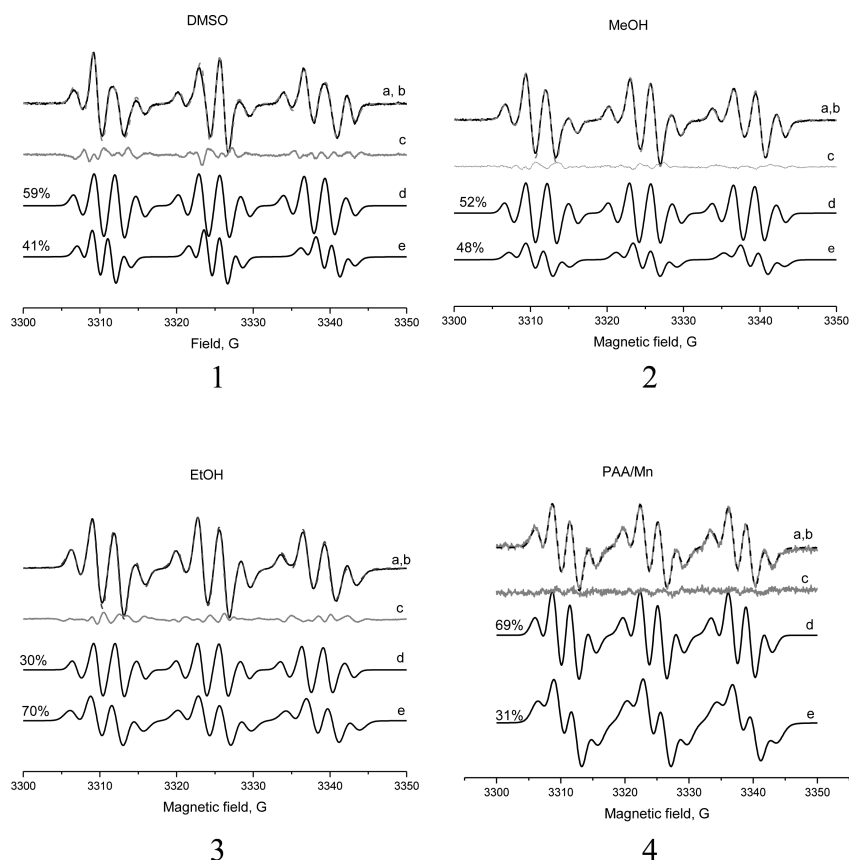 DMSO
a, b
c
59%
d
41%
e
3300 3310 3320 3330 3340 3350
Field, G
1
MeOH
a,b
c
52%
d
48%
e
3300 3310 3320 3330 3340 3350
Magnetic field, G
2
EtOH
a,b
c
30%
d
70%
e
3300 3310 3320 3330 3340 3350
Magnetic field, G
3
PAA/Mn
a,b
c
69%
d
31%
e
3300 3310 3320 3330 3340 3350
Magnetic field, G
4